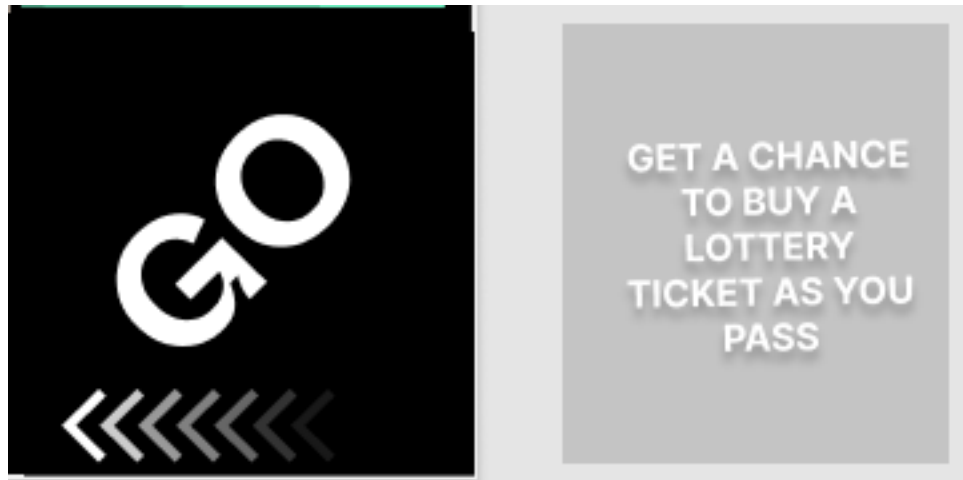 GO
GET A CHANCE
TO BUY A
LOTTERY
TICKET AS YOU
PASS